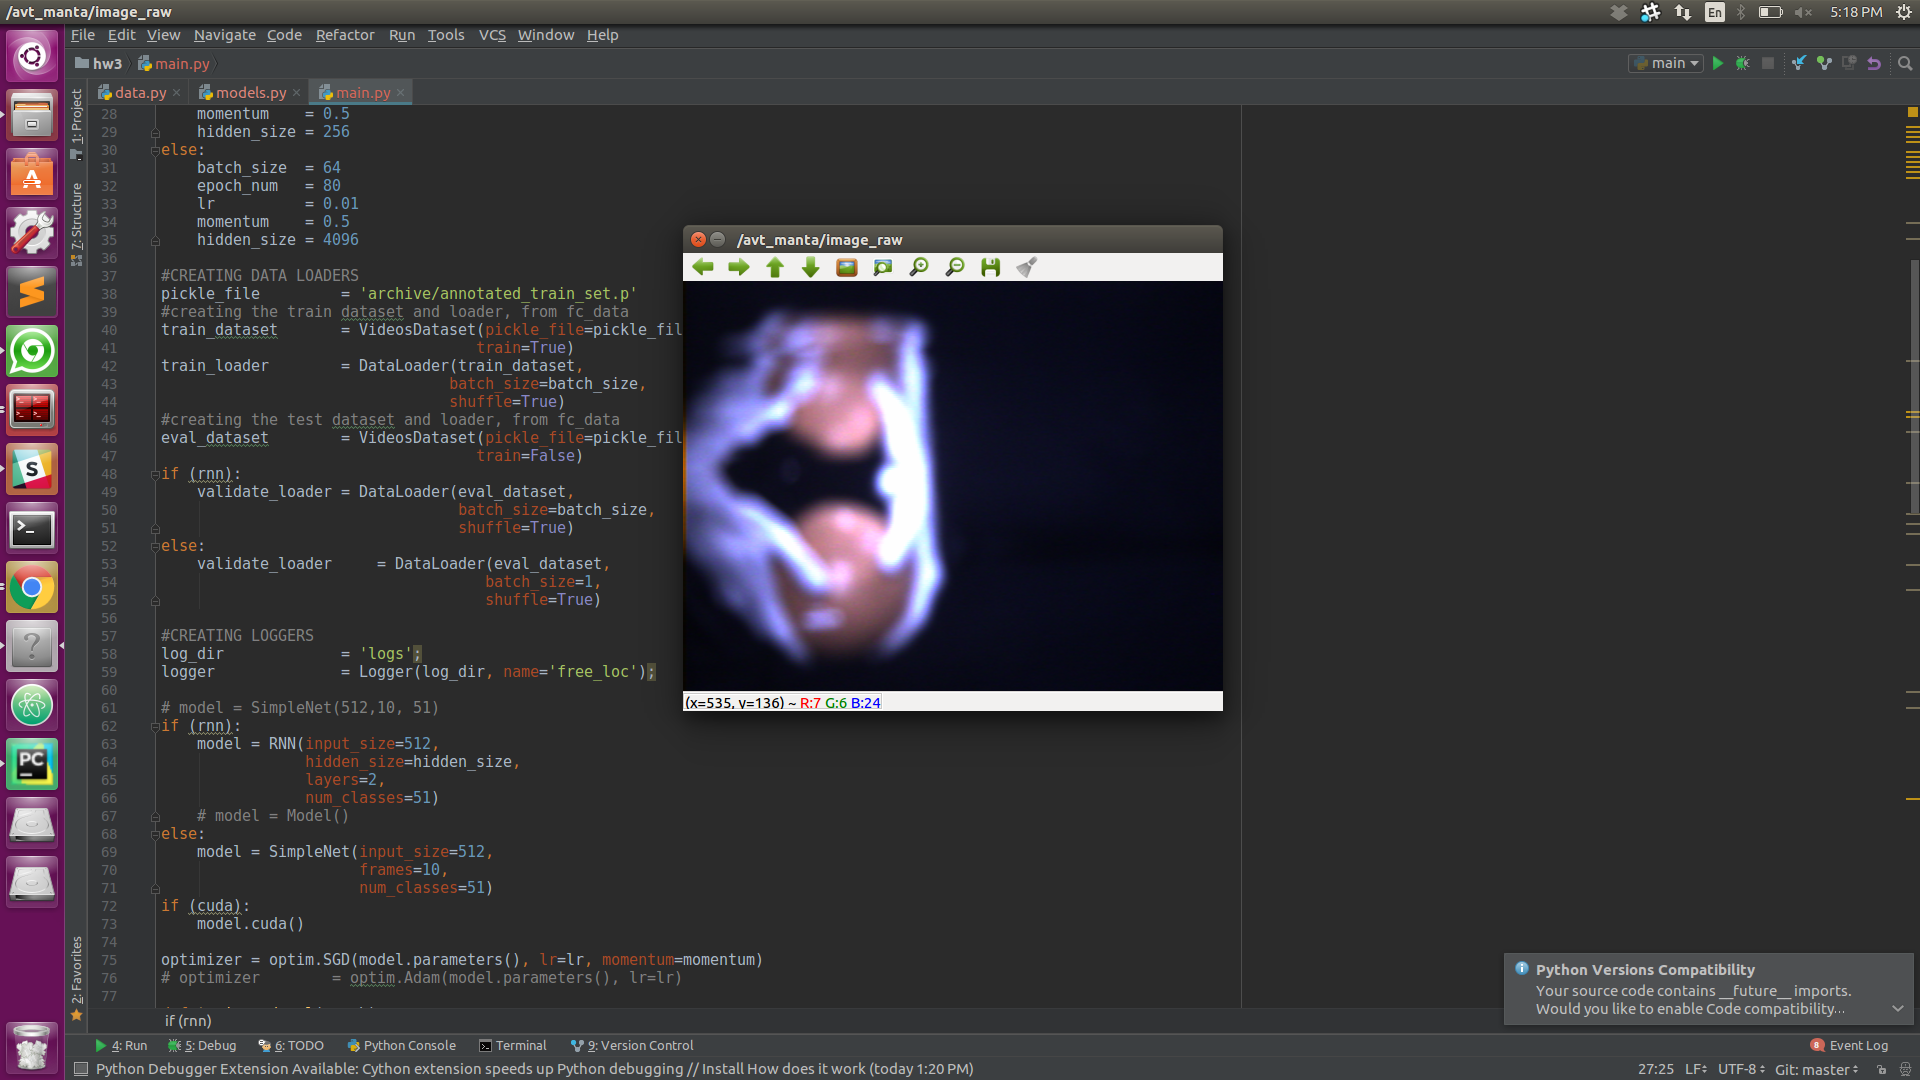 /avt_manta/image_raw
En
5:18 PM
File Edit View Navigate Code Refactor Run Tools VCS Window Help
hw3 main.py
main
data.py models.py main.py
1: Project
7: Structure
2: Favorites
28 momentum = 0.5
29 hidden_size = 256
30 else:
31 batch_size = 64
32 epoch_num = 80
33 lr = 0.01
34 momentum = 0.5
35 hidden_size = 4096
36
37 #CREATING DATA LOADERS
38 pickle_file = 'archive/annotated_train_set.p'
39 #creating the train dataset and loader, from fc_data
40 train_dataset = VideosDataset(pickle_file=pickle_fil
41 train=True)
42 train_loader = DataLoader(train_dataset,
43 batch_size=batch_size,
44 shuffle=True)
45 #creating the test dataset and loader, from fc_data
46 eval_dataset = VideosDataset(pickle_file=pickle_fil
47 train=False)
48 if (rnn):
49 validate_loader = DataLoader(eval_dataset,
50 batch_size=batch_size,
51 shuffle=True)
52 else:
53 validate_loader = DataLoader(eval_dataset,
54 batch_size=1,
55 shuffle=True)
56
57 #CREATING LOGGERS
58 log_dir = 'logs';
59 logger = Logger(log_dir, name='free_loc');
60
61 # model = SimpleNet(512,10, 51)
62 if (rnn):
63 model = RNN(input_size=512,
64 hidden_size=hidden_size,
65 layers=2,
66 num_classes=51)
67 # model = Model()
68 else:
69 model = SimpleNet(input_size=512,
70 frames=10,
71 num_classes=51)
72 if (cuda):
73 model.cuda()
74
75 optimizer = optim.SGD(model.parameters(), lr=lr, momentum=momentum)
76 # optimizer = optim.Adam(model.parameters(), lr=lr)
77
/avt_manta/image_raw
(x=535, y=136) ~ R:7 G:6 B:24
PC
S
Python Versions Compatibility
Your source code contains __future__ imports.
Would you like to enable Code compatibility...
if (rnn)
4: Run 5: Debug 6: TODO Python Console Terminal 9: Version Control
8 Event Log
Python Debugger Extension Available: Cython extension speeds up Python debugging // Install How does it work (today 1:20 PM)
27:25 LF UTF-8 Git: master